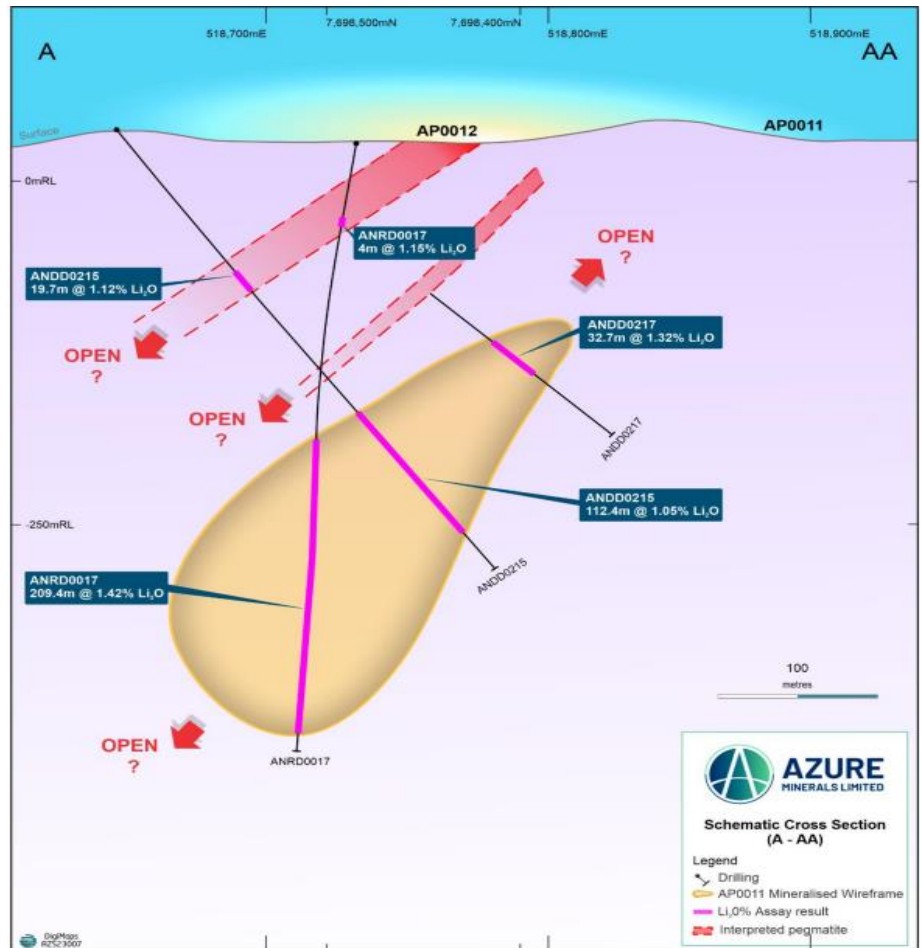 7,698,500mN
7,698,400mN
518,700mE
518,800mE
518,900mE
A
AA
Surface
AP0012
AP0011
0mRL
ANRD0017
4m @ 1.15% Li₂O
OPEN
?
ANDD0215
19.7m @ 1.12% Li₂O
ANDD0217
32.7m @ 1.32% Li₂O
OPEN
?
OPEN
?
ANDD0217
ANDD0215
112.4m @ 1.05% Li₂O
-250mRL
ANDD0215
ANRD0017
209.4m @ 1.42% Li₂O
100
metres
OPEN
?
ANRD0017
AZURE
MINERALS LIMITED
Schematic Cross Section
(A - AA)
Legend
Drilling
AP0011 Mineralised Wireframe
Li₂0% Assay result
Interpreted pegmatite
DigiMaps
AZS23007